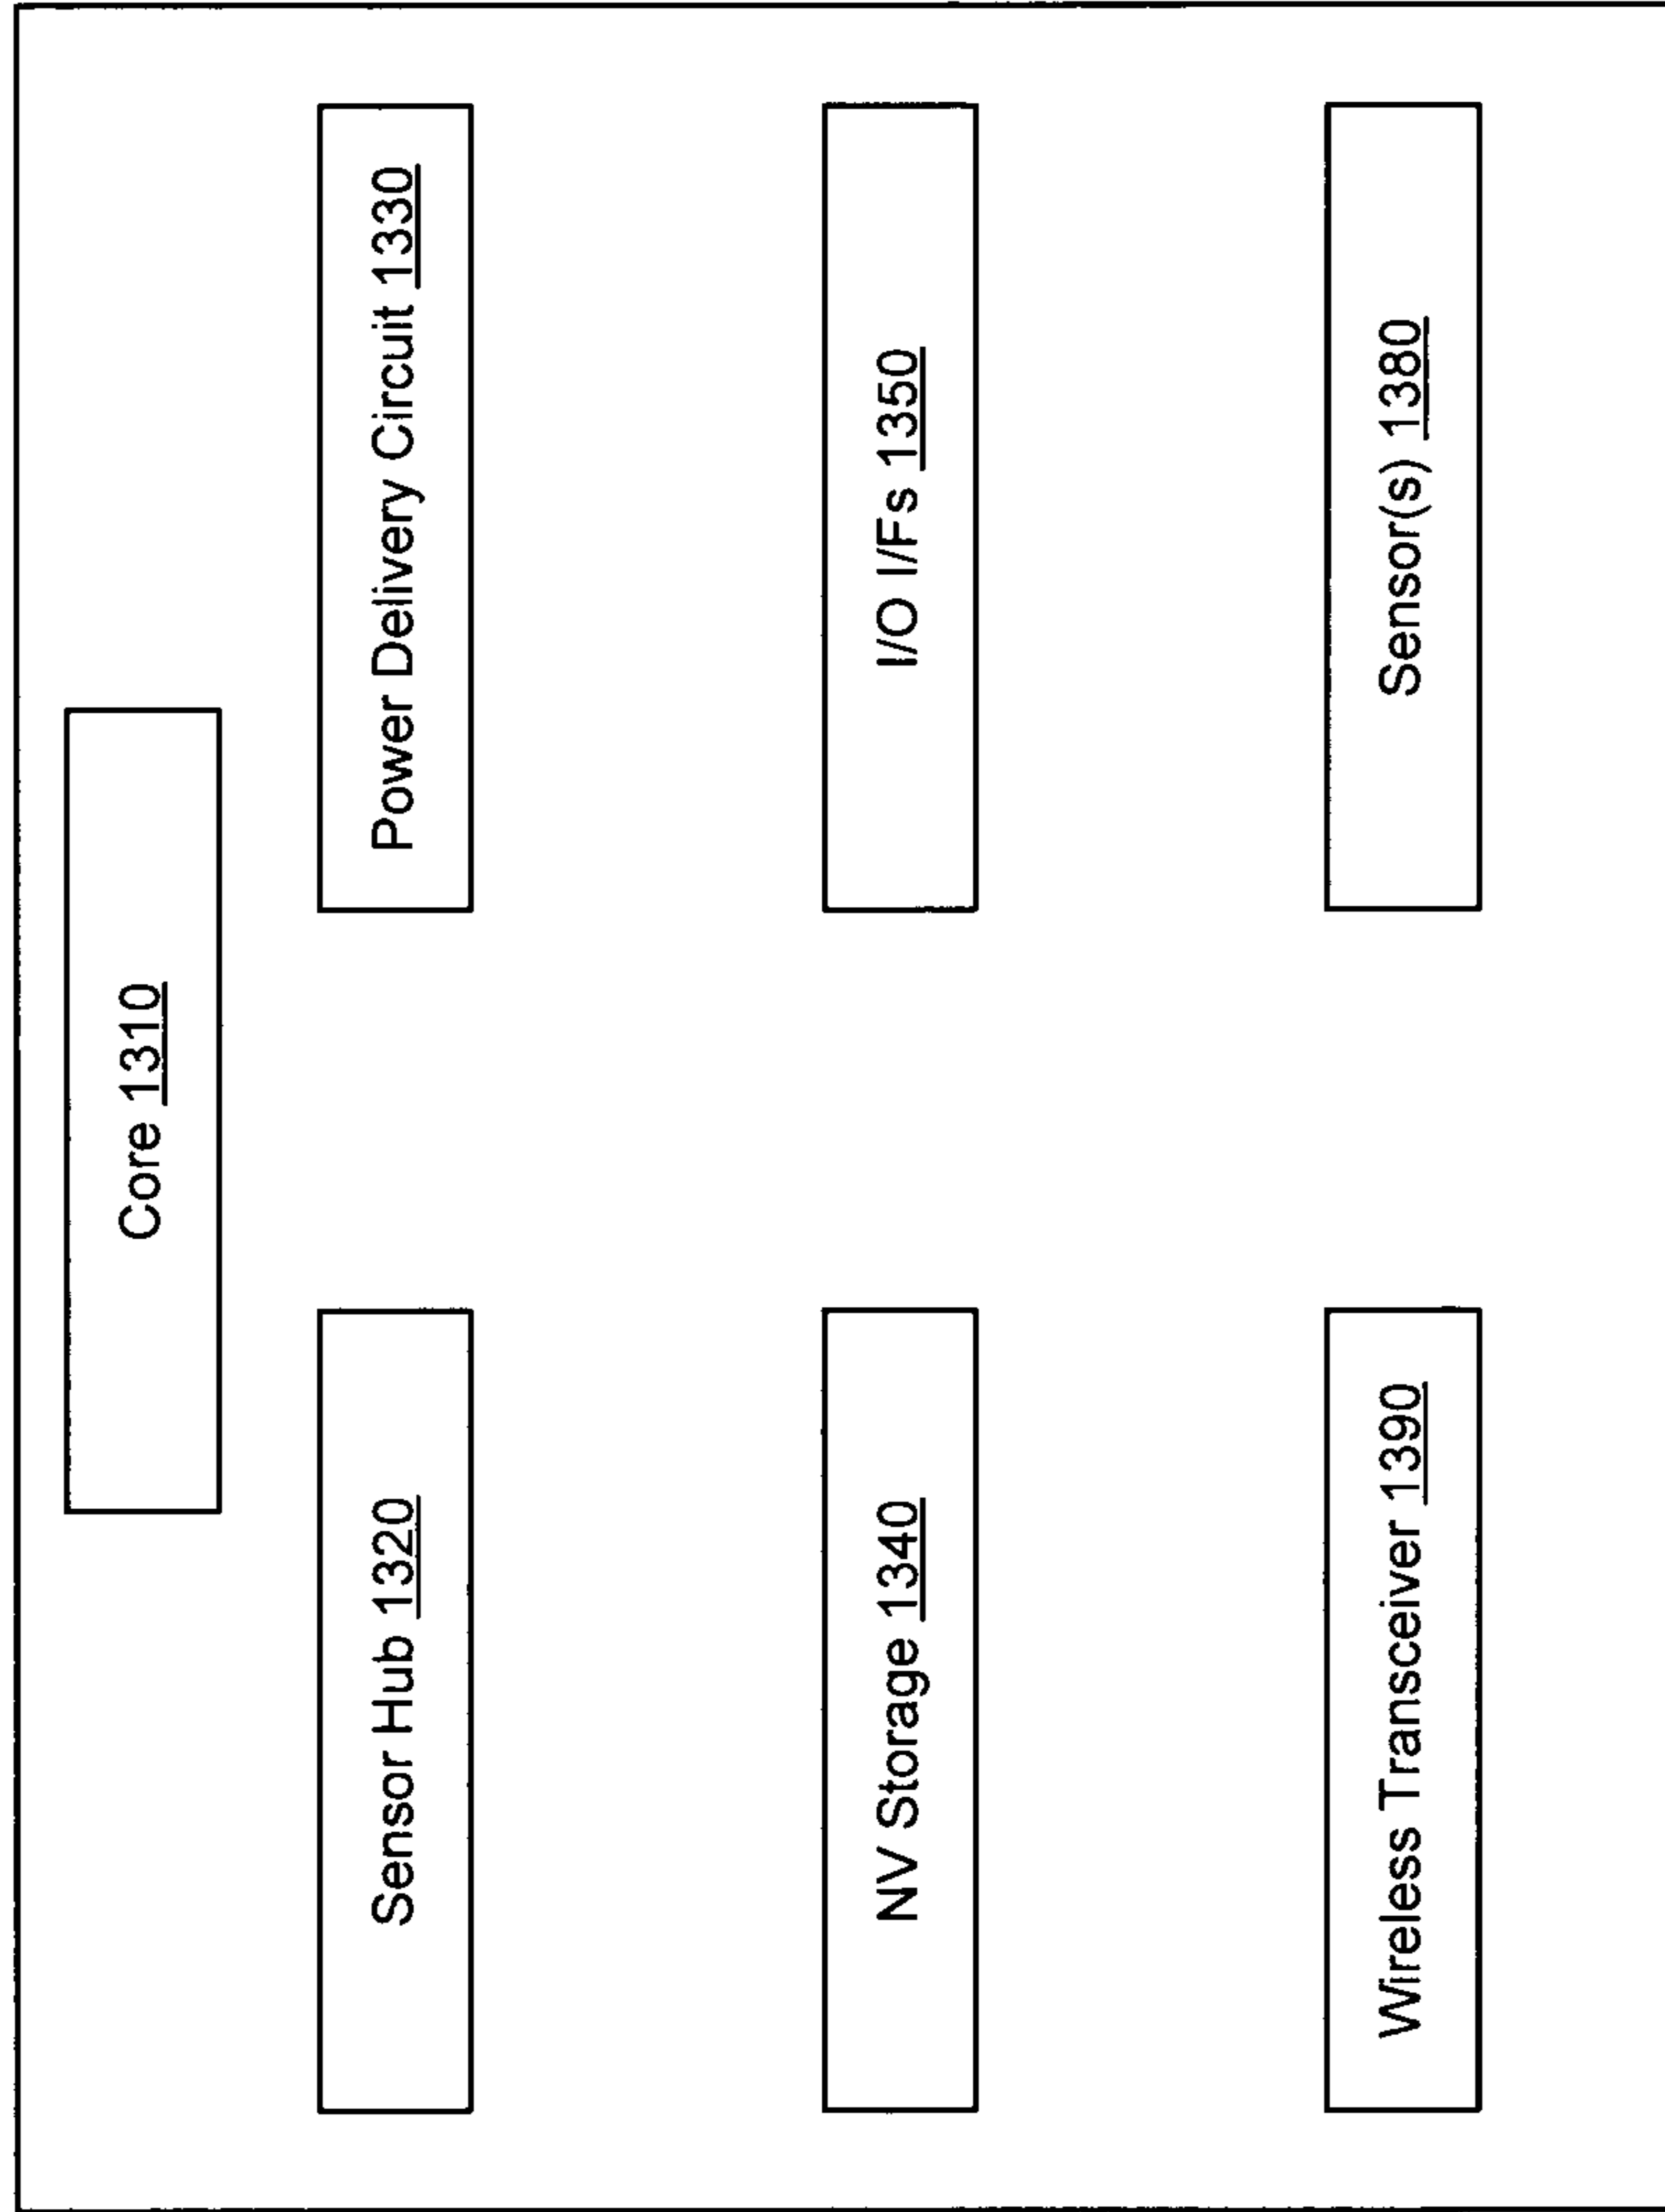 Core 1310
Sensor Hub 1320
Power Delivery Circuit 1330
NV Storage 1340
I/O I/Fs 1350
Wireless Transceiver 1390
Sensor(s) 1380